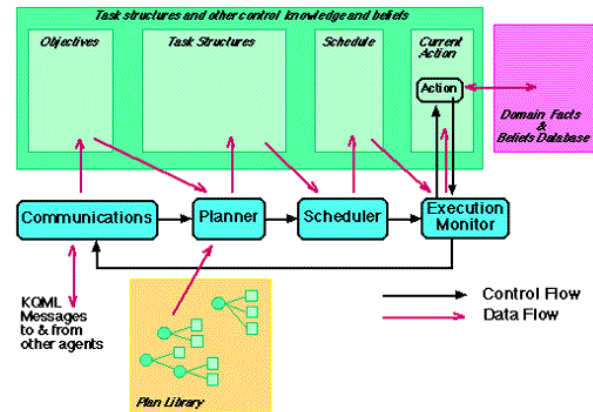 Task structures and other control knowledge and beliefs
Objectives
Task Structures
Schedule
Current
Action
Action
Domain Facts
&
Beliefs Database
Communications
Planner
Scheduler
Execution
Monitor
KQML
Messages
to & from
other agents
Control Flow
Data Flow
Plan Library